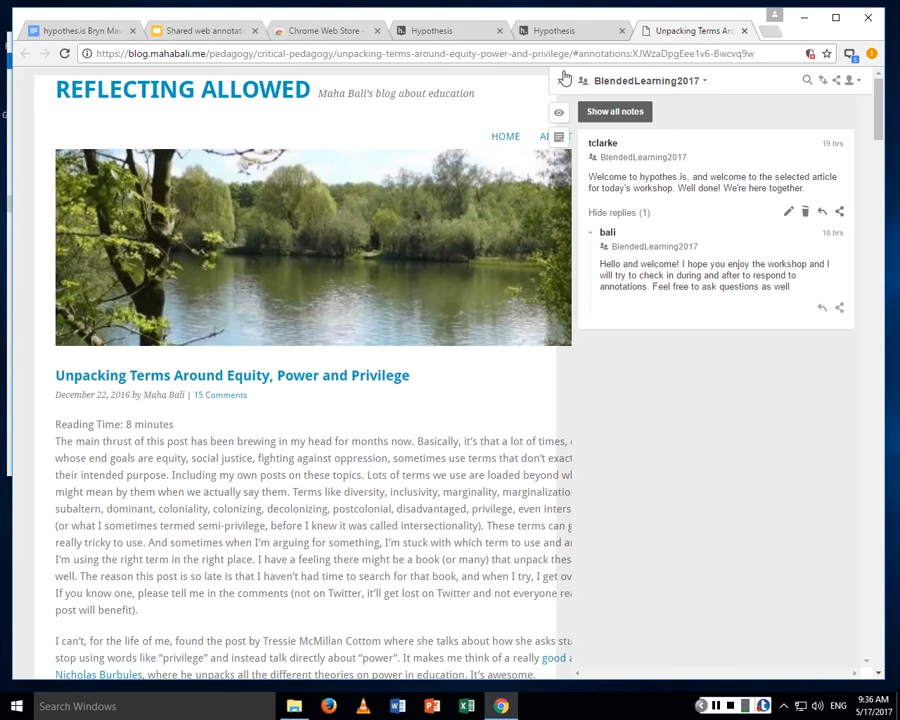 hypothes.is Bryn Ma
Shared web annotati
Chrome Web Store -
Hypothesis
Hypothesis
Unpacking Terms Ar
https://blog.mahabali.me/pedagogy/critical-pedagogy/unpacking-terms-around-equity-power-and-privilege/#annotations:XJWzaDpgEee1v6-Bwcvq9w
REFLECTING ALLOWED Maha Bali's blog about education
HOME
BlendedLearning2017
Show all notes
tclarke 19 hrs
BlendedLearning2017
Welcome to hypothes.is, and welcome to the selected article
for today's workshop. Well done! We're here together.
Hide replies (1)
bali 18 hrs
BlendedLearning2017
Hello and welcome! I hope you enjoy the workshop and I
will try to check in during and after to respond to
annotations. Feel free to ask questions as well
Unpacking Terms Around Equity, Power and Privilege
December 22, 2016 by Maha Bali | 15 Comments
Reading Time: 8 minutes
The main thrust of this post has been brewing in my head for months now. Basically, it's that a lot of times,
whose end goals are equity, social justice, fighting against oppression, sometimes use terms that don't exac
their intended purpose. Including my own posts on these topics. Lots of terms we use are loaded beyond w
might mean by them when we actually say them. Terms like diversity, inclusivity, marginality, marginalizatio
subaltern, dominant, coloniality, colonizing, decolonizing, postcolonial, disadvantaged, privilege, even inters
(or what I sometimes termed semi-privilege, before I knew it was called intersectionality). These terms can g
really tricky to use. And sometimes when I'm arguing for something, I'm stuck with which term to use and a
I'm using the right term in the right place. I have a feeling there might be a book (or many) that unpack thes
well. The reason this post is so late is that I haven't had time to search for that book, and when I try, I get ov
If you know one, please tell me in the comments (not on Twitter, it'll get lost on Twitter and not everyone rea
post will benefit).
I can't, for the life of me, found the post by Tressie McMillan Cottom where she talks about how she asks stu
stop using words like "privilege" and instead talk directly about "power". It makes me think of a really good a
Nicholas Burbules, where he unpacks all the different theories on power in education. It's awesome.
Search Windows
ENG
9:36 AM
5/17/2017